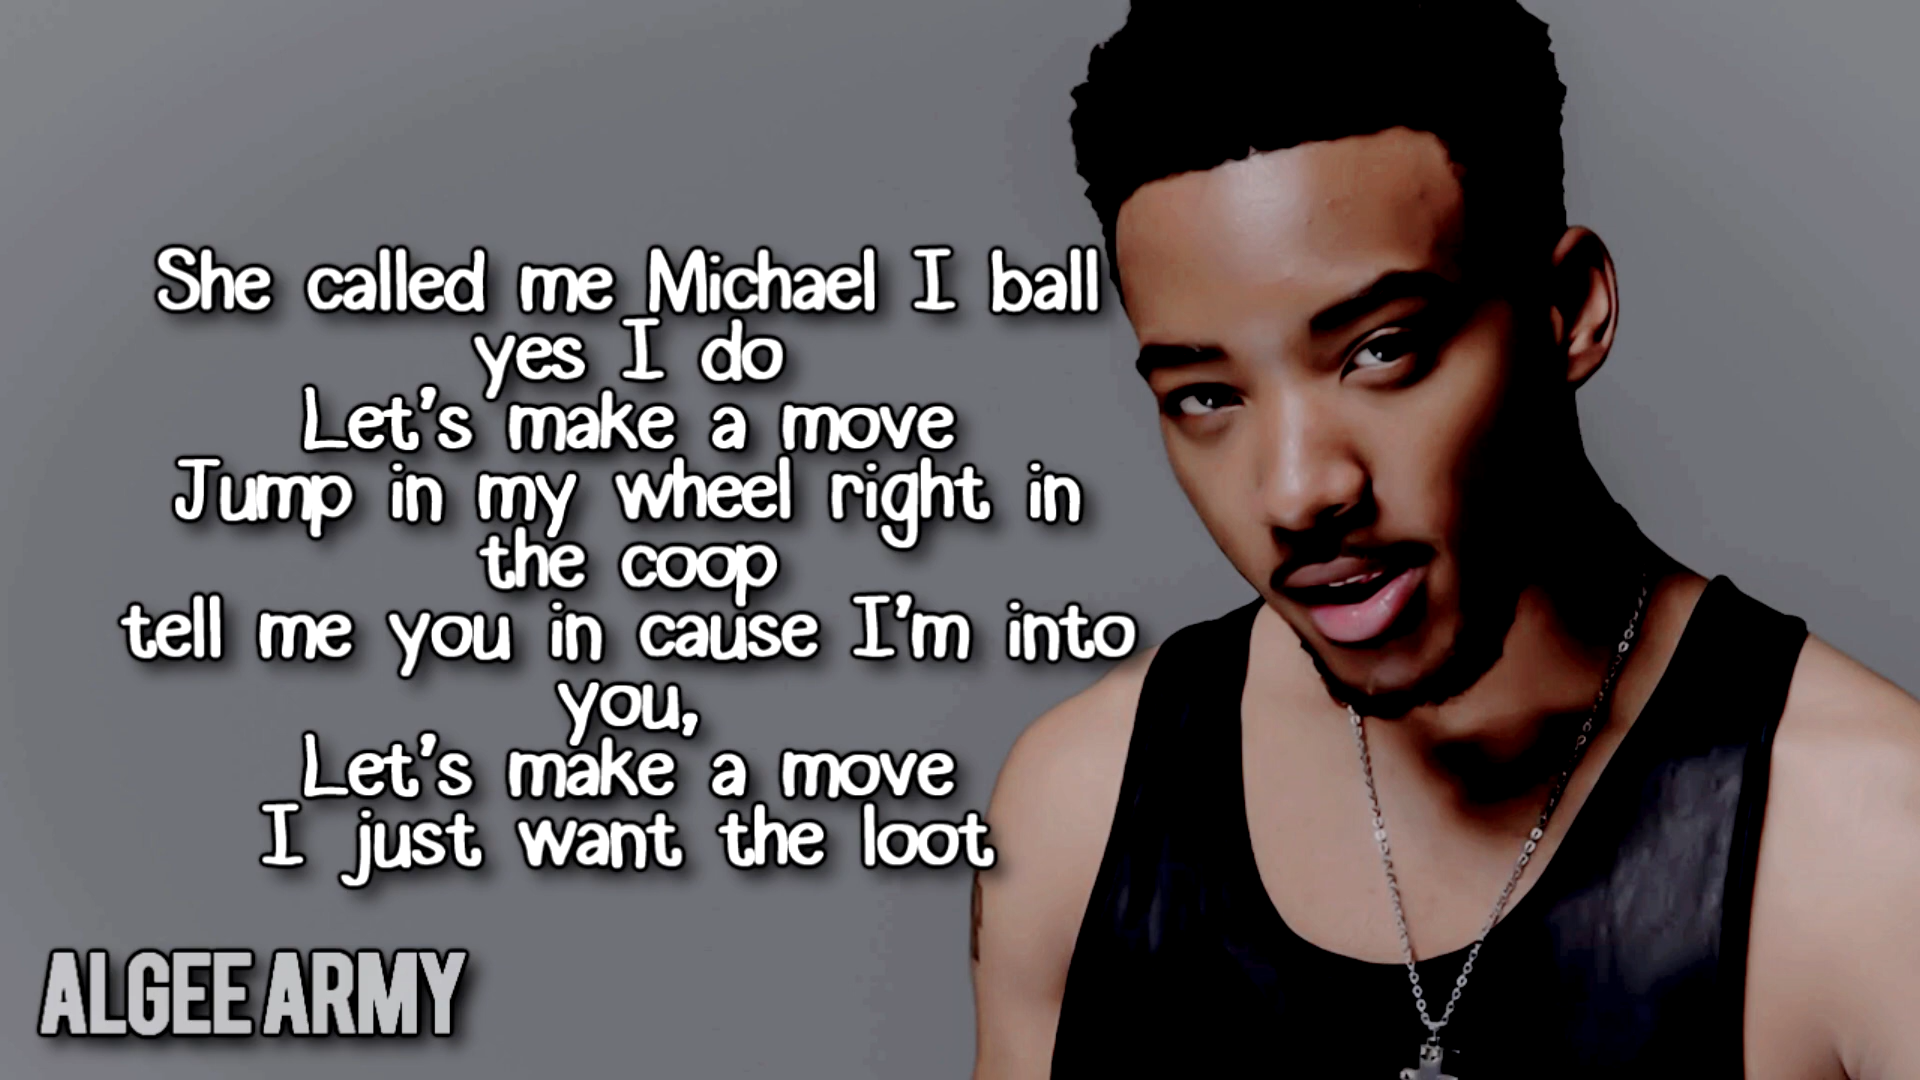 She called me Michael I ball
yes I do
Let's make a move
Jump in my wheel right in
the coop
tell me you in cause I'm into
you,
Let's make a move
I just want the loot
ALGEE ARMY